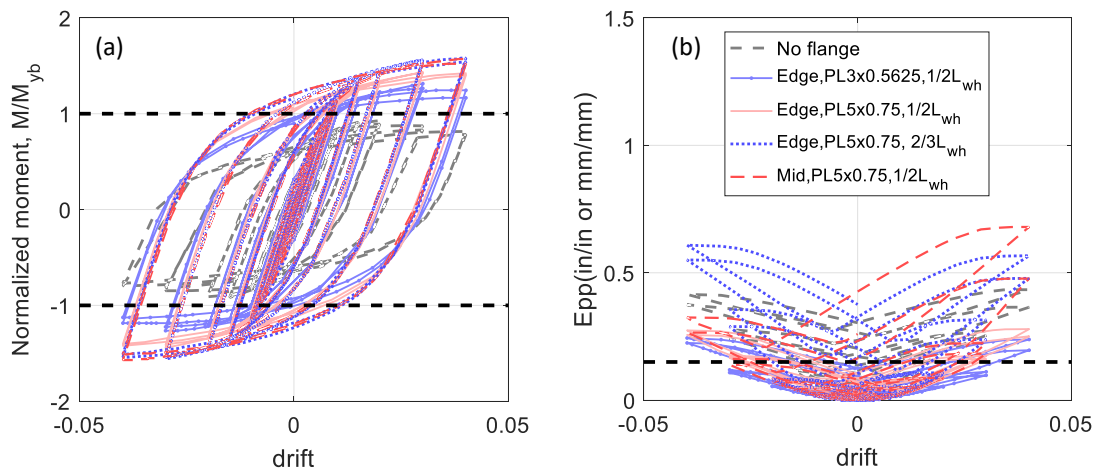 (a)
Normalized moment, M/M_yb
2
1
0
-1
-2
-0.05
0
0.05
drift
(b)
Epp(in/in or mm/mm)
1.5
1
0.5
0
-0.05
0
0.05
drift
No flange
Edge,PL3x0.5625,1/2L_wh
Edge,PL5x0.75,1/2L_wh
Edge,PL5x0.75, 2/3L_wh
Mid,PL5x0.75,1/2L_wh